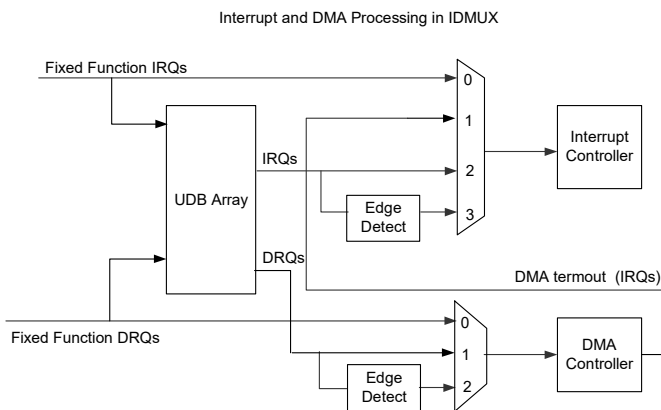 Interrupt and DMA Processing in IDMUX
Fixed Function IRQs
0
1
Interrupt
Controller
IRQs
2
UDB Array
Edge
Detect
3
DRQs
DMA termout (IRQs)
0
Fixed Function DRQs
1
DMA
Controller
Edge
Detect
2